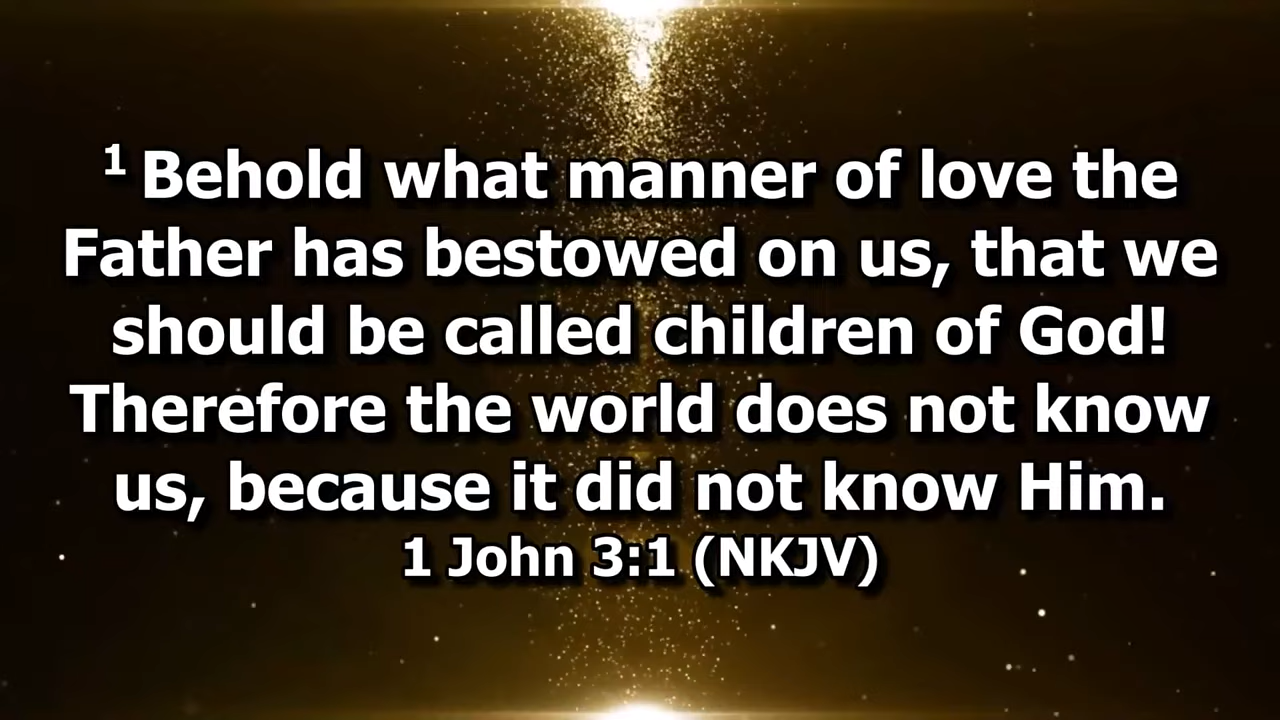 1 Behold what manner of love the
Father has bestowed on us, that we
should be called children of God!
Therefore the world does not know
us, because it did not know Him.
1 John 3:1 (NKJV)